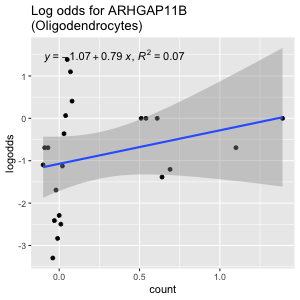 Log odds for ARHGAP11B
(Oligodendrocytes)
y = −1.07 + 0.79 x, R² = 0.07
1
0
-1
-2
-3
logodds
0.0 0.5 1.0
count